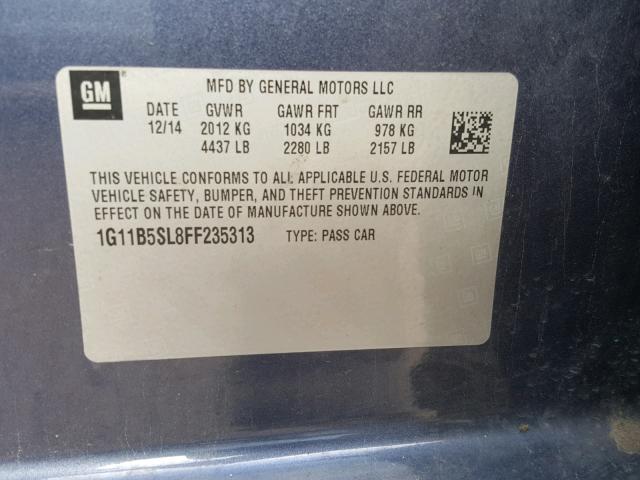 GM
MFD BY GENERAL MOTORS LLC
DATE GVWR GAWR FRT GAWR RR
12/14 2012 KG 1034 KG 978 KG
4437 LB 2280 LB 2157 LB
THIS VEHICLE CONFORMS TO ALL APPLICABLE U.S. FEDERAL MOTOR
VEHICLE SAFETY, BUMPER, AND THEFT PREVENTION STANDARDS IN
EFFECT ON THE DATE OF MANUFACTURE SHOWN ABOVE.
1G11B5SL8FF235313 TYPE: PASS CAR